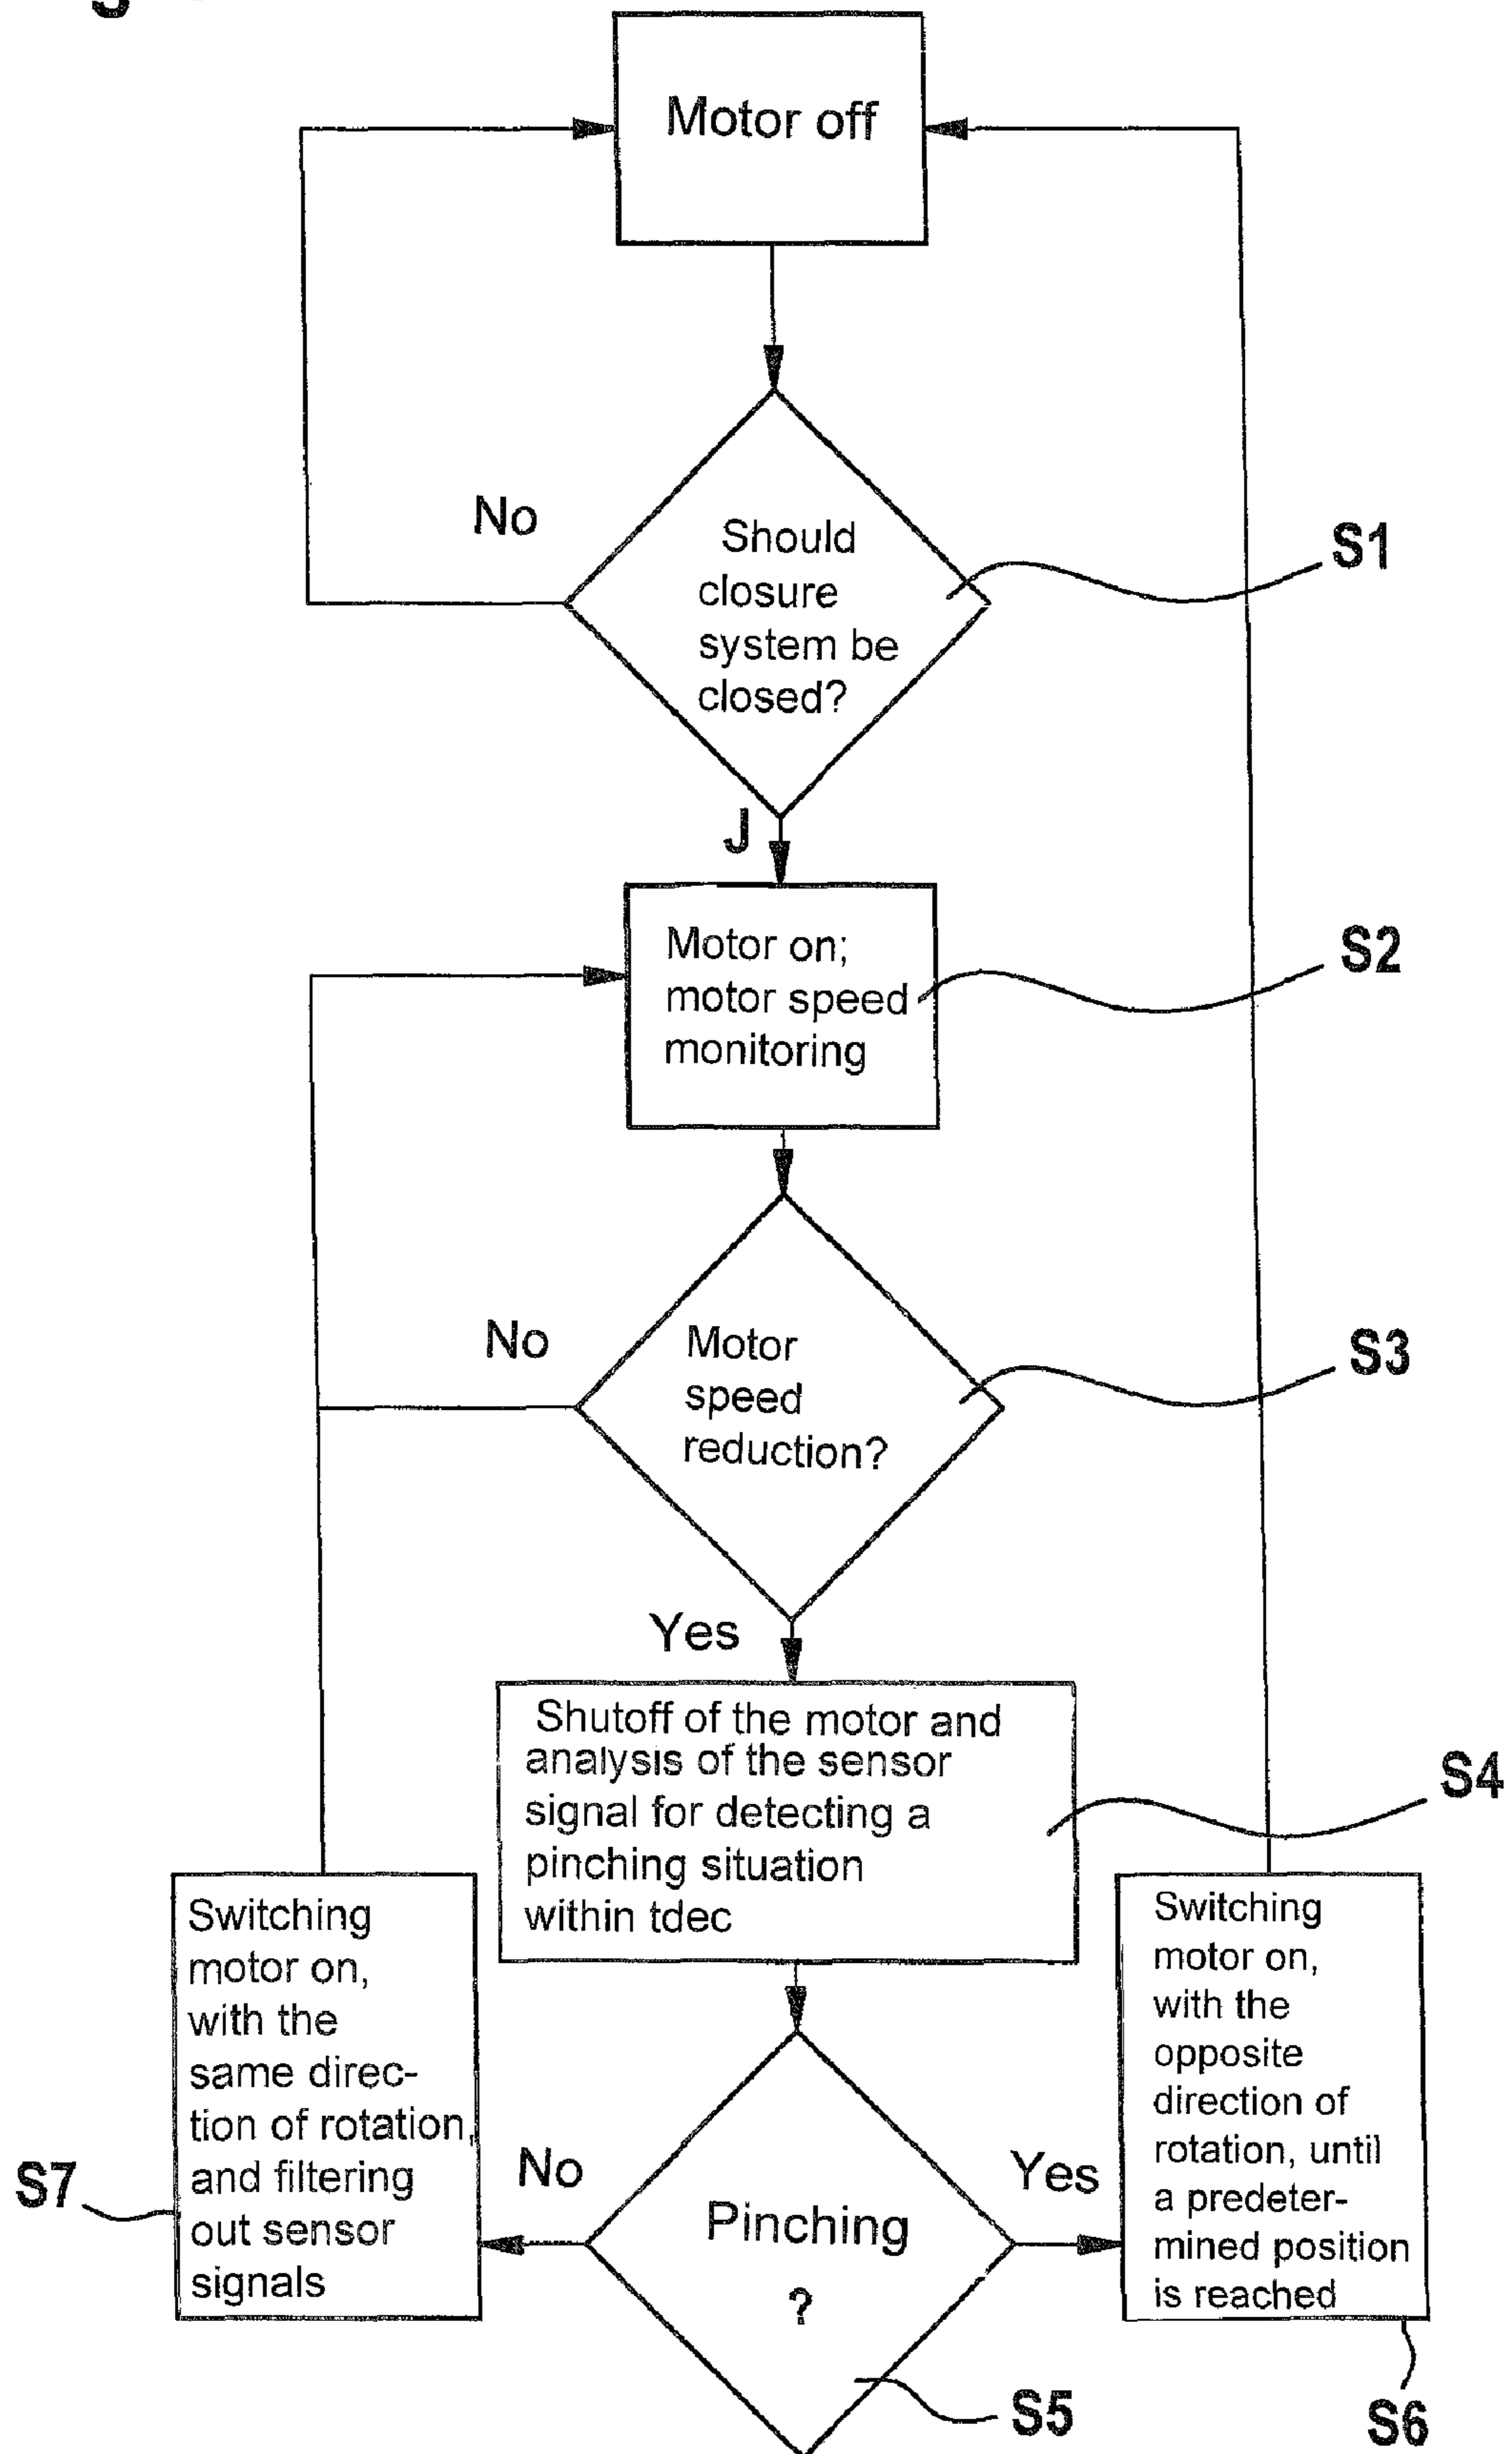 Motor off
No
Should
closure
system be
closed?
S1
J
Motor on;
motor speed
monitoring
S2
No
Motor
speed
reduction?
S3
Yes
Shutoff of the motor and
analysis of the sensor
signal for detecting a
pinching situation
within tdec
S4
Switching
motor on,
with the
same direc-
tion of rotation,
and filtering
out sensor
signals
S7
No
Pinching
?
S5
Yes
Switching
motor on,
with the
opposite
direction of
rotation, until
a predeter-
mined position
is reached
S6